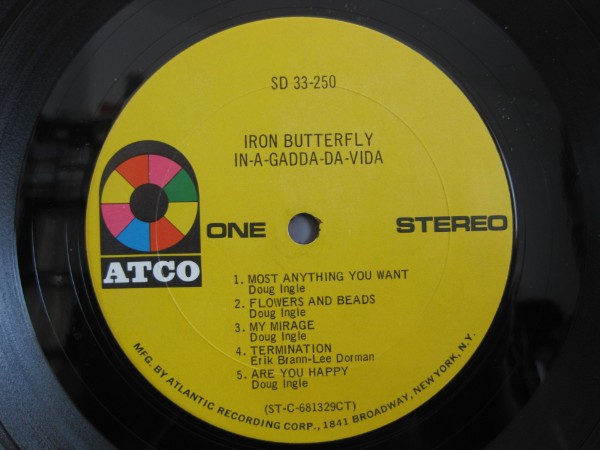 SD 33-250
IRON BUTTERFLY
IN-A-GADDA-DA-VIDA
ATCO
ONE
STEREO
1. MOST ANYTHING YOU WANT
Doug Ingle
2. FLOWERS AND BEADS
Doug Ingle
3. MY MIRAGE
Doug Ingle
4. TERMINATION
Erik Brann-Lee Dorman
5. ARE YOU HAPPY
Doug Ingle
(ST-C-681329CT)
MFG. BY ATLANTIC RECORDING CORP., 1841 BROADWAY, NEW YORK, N.Y.